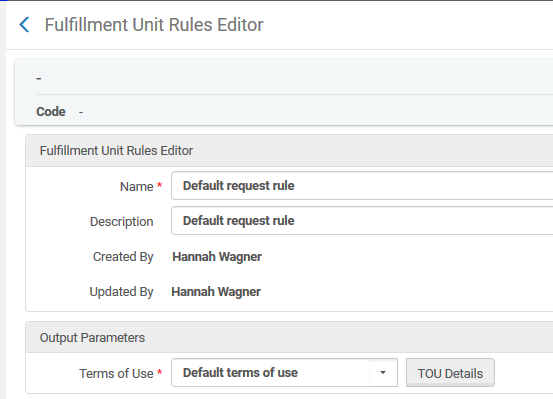 Fulfillment Unit Rules Editor
-
Code -
Fulfillment Unit Rules Editor
Name * Default request rule
Description Default request rule
Created By Hannah Wagner
Updated By Hannah Wagner
Output Parameters
Terms of Use * Default terms of use TOU Details